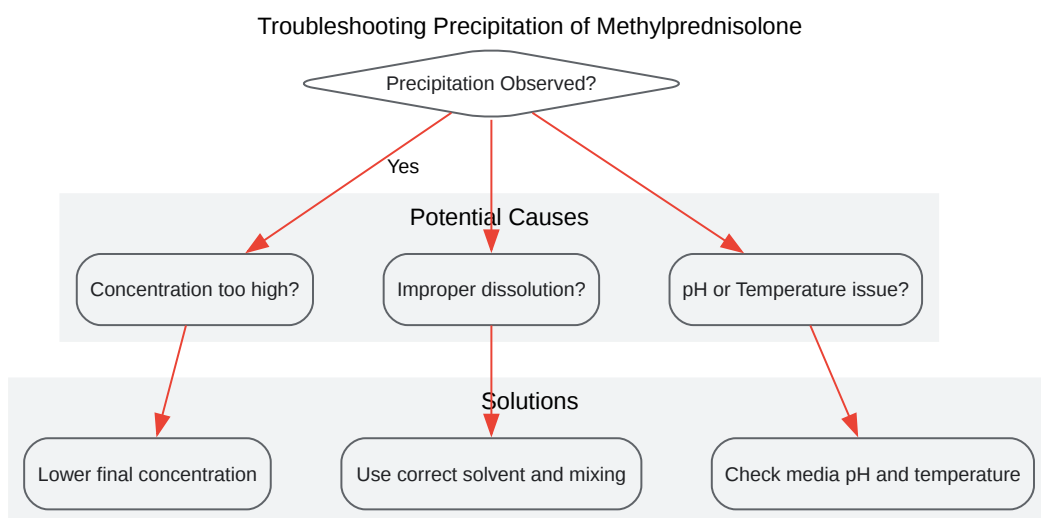 Troubleshooting Precipitation of Methylprednisolone
Precipitation Observed?
Yes
Potential Causes
Concentration too high?
Improper dissolution?
pH or Temperature issue?
Solutions
Lower final concentration
Use correct solvent and mixing
Check media pH and temperature